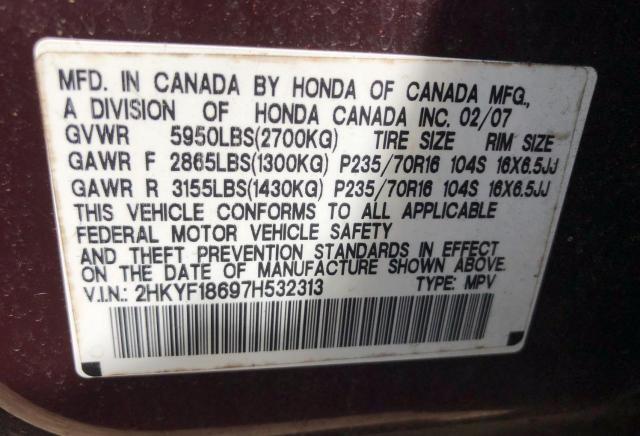 MFD. IN CANADA BY HONDA OF CANADA MFG.,
A DIVISION OF HONDA CANADA INC. 02/07
GVWR 5950LBS(2700KG) TIRE SIZE RIM SIZE
GAWR F 2865LBS(1300KG) P235/70R16 104S 16X6.5JJ
GAWR R 3155LBS(1430KG) P235/70R16 104S 16X6.5JJ
THIS VEHICLE CONFORMS TO ALL APPLICABLE
FEDERAL MOTOR VEHICLE SAFETY
AND THEFT PREVENTION STANDARDS IN EFFECT
ON THE DATE OF MANUFACTURE SHOWN ABOVE.
V.I.N.: 2HKYF18697H532313 TYPE: MPV